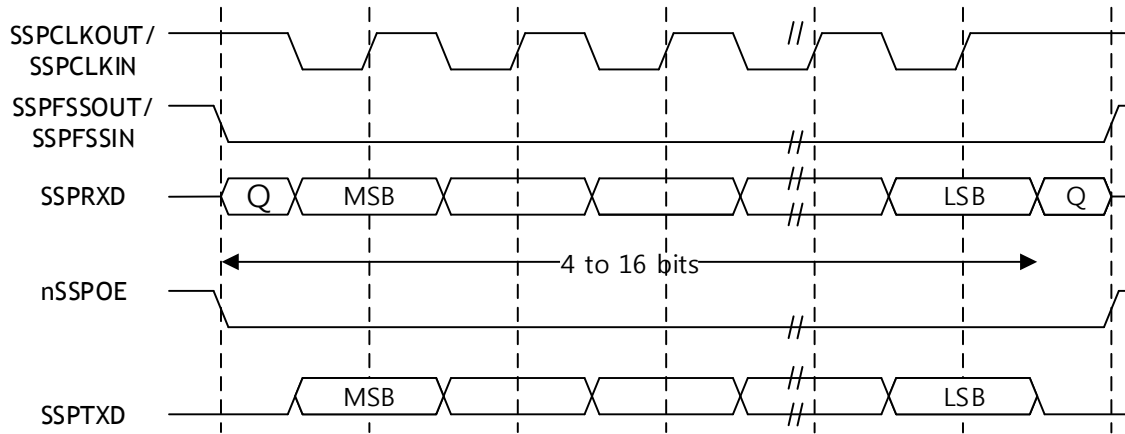 SSPCLKOUT/
SSPCLKIN
//
SSPFSSOUT/
SSPFSSIN
//
SSPRXD
Q
MSB
//
//
LSB
Q
4 to 16 bits
nSSPOE
//
SSPTXD
MSB
//
//
LSB